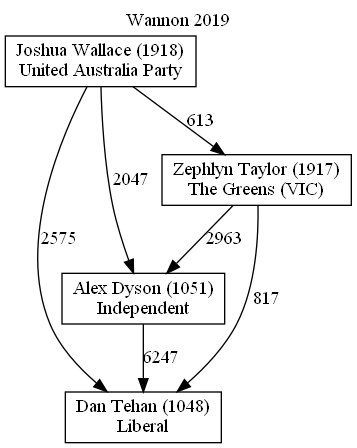 Wannon 2019
Joshua Wallace (1918)
United Australia Party
613
Zephlyn Taylor (1917)
The Greens (VIC)
2047
2575
2963
Alex Dyson (1051)
Independent
817
6247
Dan Tehan (1048)
Liberal